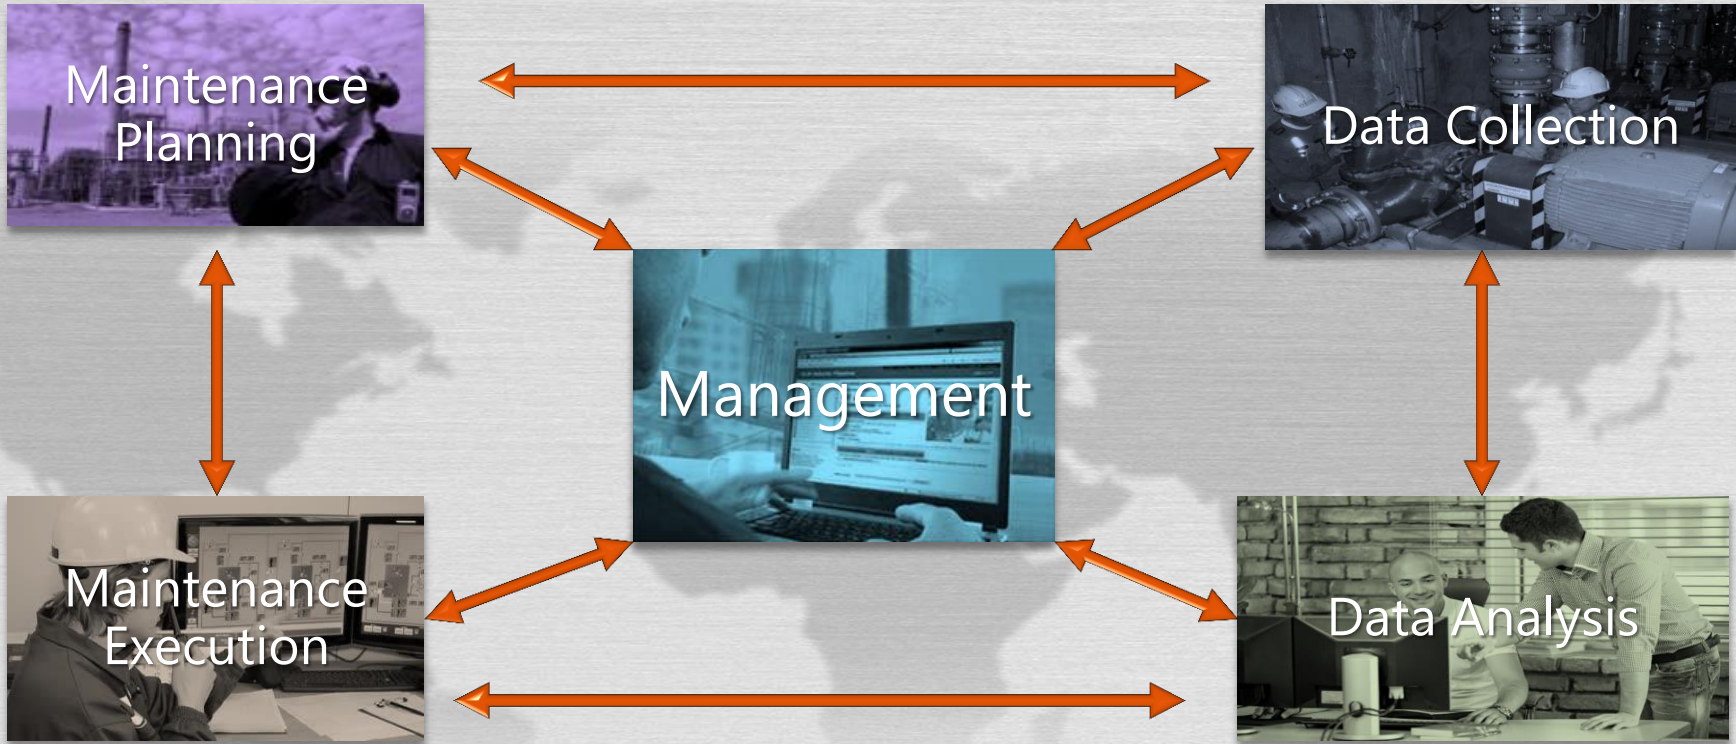 Maintenance
Planning
Data Collection
Management
Maintenance
Execution
Data Analysis